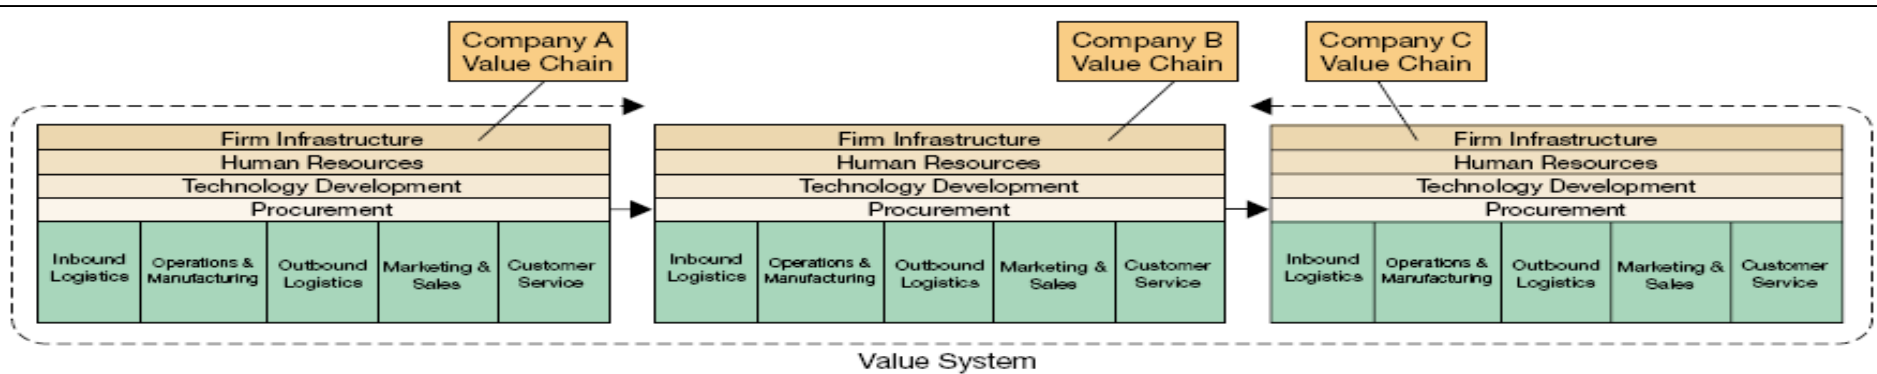 Company A
Value Chain
Company B
Value Chain
Company C
Value Chain
Firm Infrastructure
Human Resources
Technology Development
Procurement
Inbound
Logistics
Operations &
Manufacturing
Outbound
Logistics
Marketing &
Sales
Customer
Service
Firm Infrastructure
Human Resources
Technology Development
Procurement
Inbound
Logistics
Operations &
Manufacturing
Outbound
Logistics
Marketing &
Sales
Customer
Service
Firm Infrastructure
Human Resources
Technology Development
Procurement
Inbound
Logistics
Operations &
Manufacturing
Outbound
Logistics
Marketing &
Sales
Customer
Service
Value System